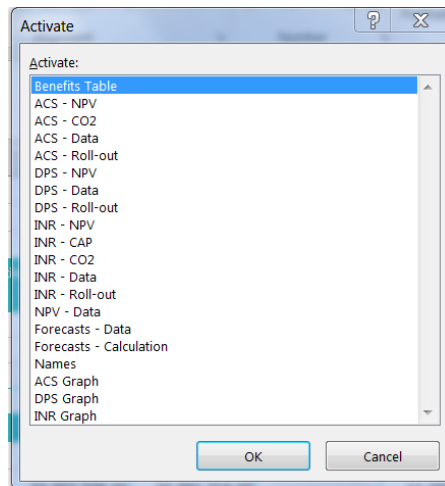 Activate
Activate:
Benefits Table
ACS - NPV
ACS - CO2
ACS - Data
ACS - Roll-out
DPS - NPV
DPS - Data
DPS - Roll-out
INR - NPV
INR - CAP
INR - CO2
INR - Data
INR - Roll-out
NPV - Data
Forecasts - Data
Forecasts - Calculation
Names
ACS Graph
DPS Graph
INR Graph
OK
Cancel